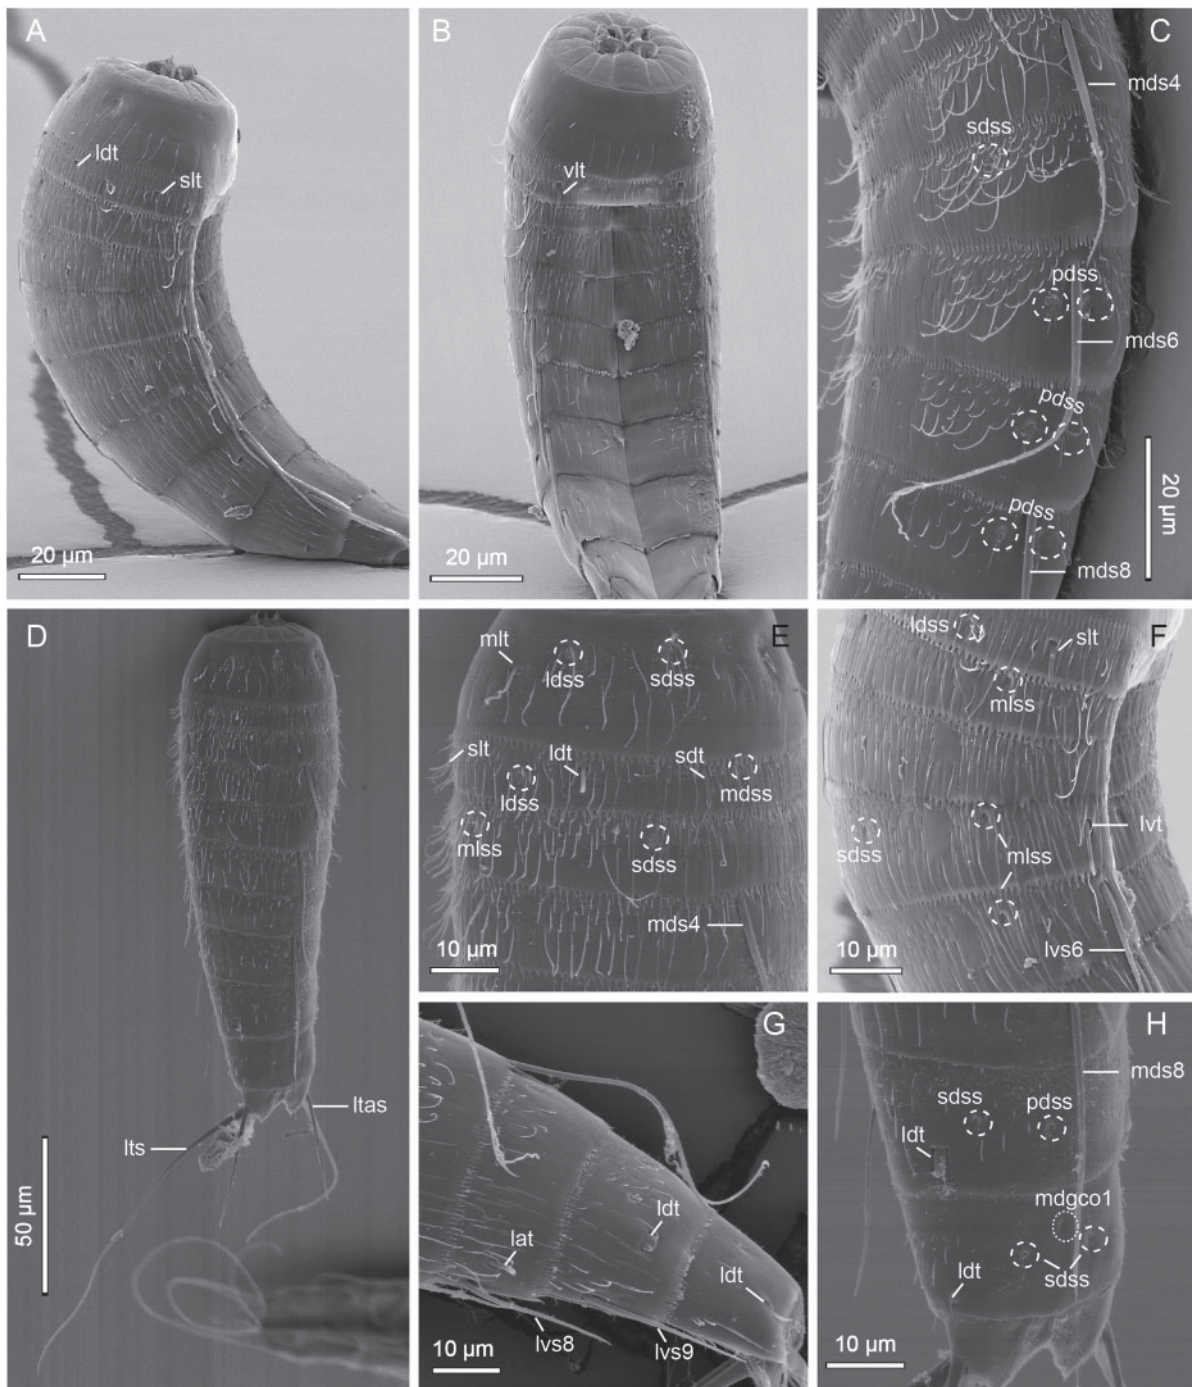 A
ldt
slt
20 µm
B
vlt
20 µm
C
mds4
sdss
pdss
mds6
pdss
pdss
mds8
20 µm
D
ltas
lts
50 µm
E
mlt
ldss
sdss
slt
ldt
sdt
ldss
mdss
mlss
sdss
mds4
10 µm
F
ldss
slt
mlss
lvt
sdss
mlss
lvs6
10 µm
G
ldt
lat
ldt
lvs8
lvs9
10 µm
H
mds8
sdss
pdss
ldt
mdgco1
ldt
sdss
10 µm